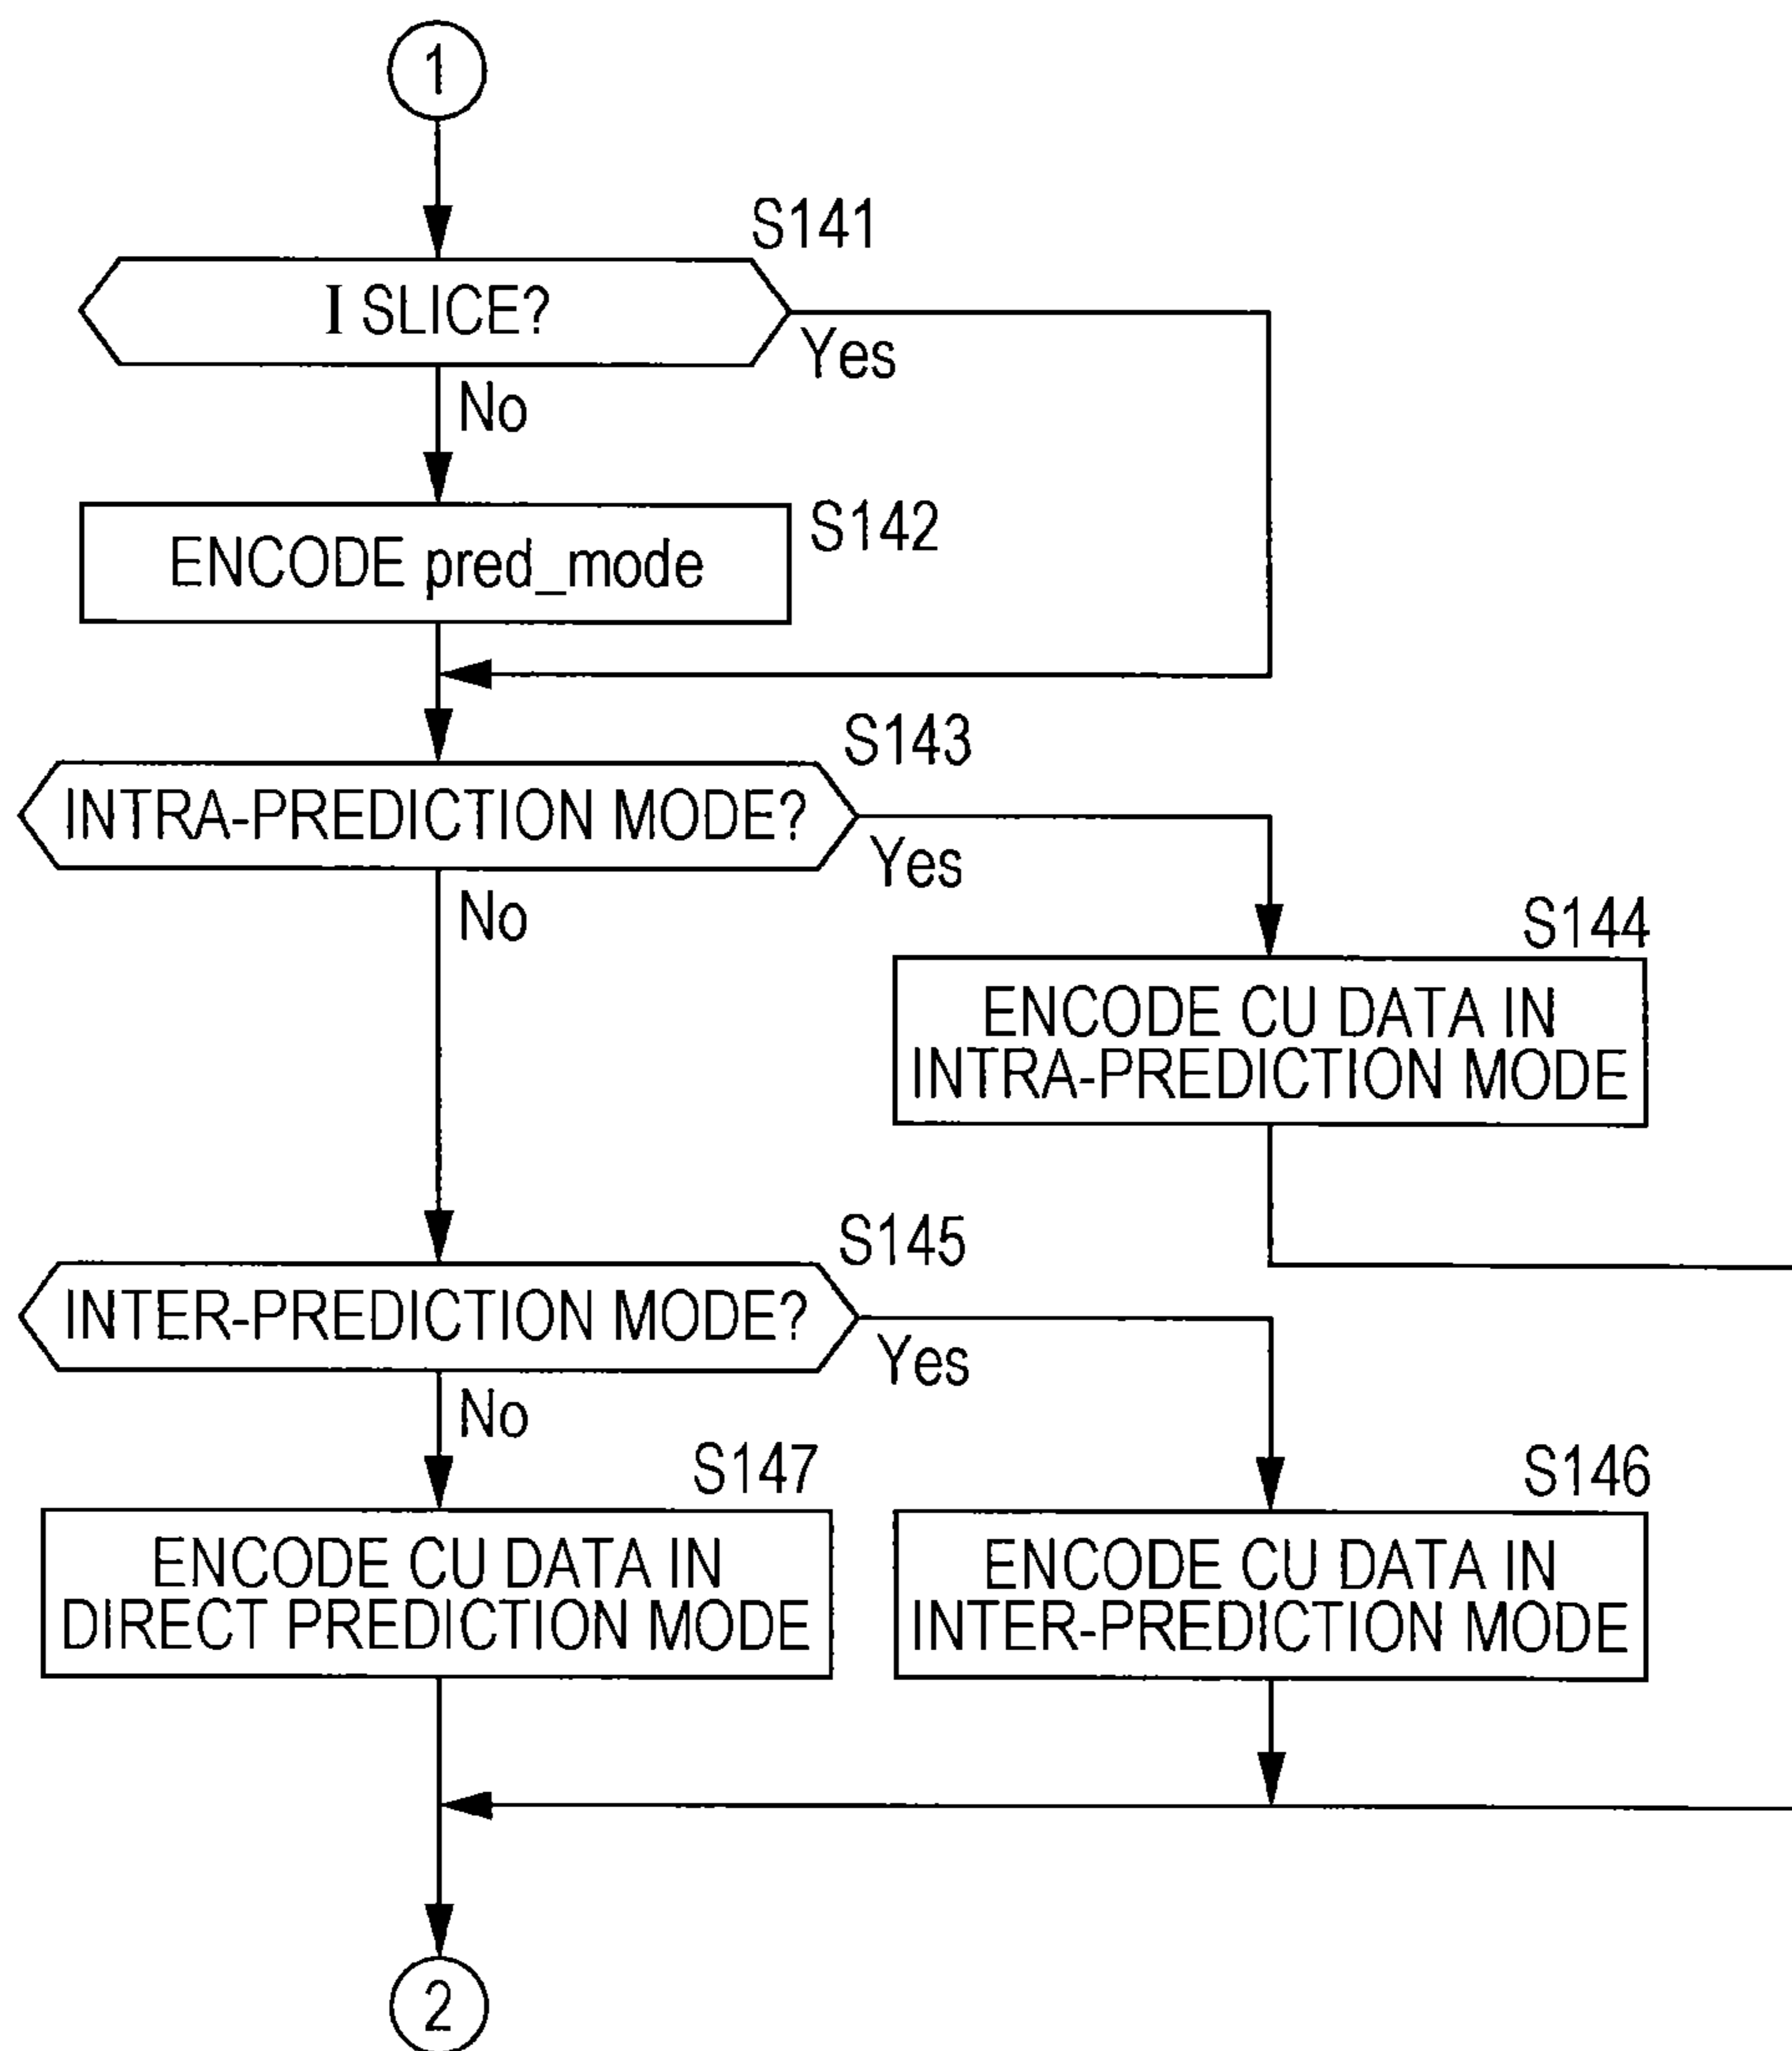 1
S141
I SLICE?
Yes
No
S142
ENCODE pred_mode
S143
INTRA-PREDICTION MODE?
Yes
No
S144
ENCODE CU DATA IN
INTRA-PREDICTION MODE
S145
INTER-PREDICTION MODE?
Yes
No
S147
ENCODE CU DATA IN
DIRECT PREDICTION MODE
S146
ENCODE CU DATA IN
INTER-PREDICTION MODE
2